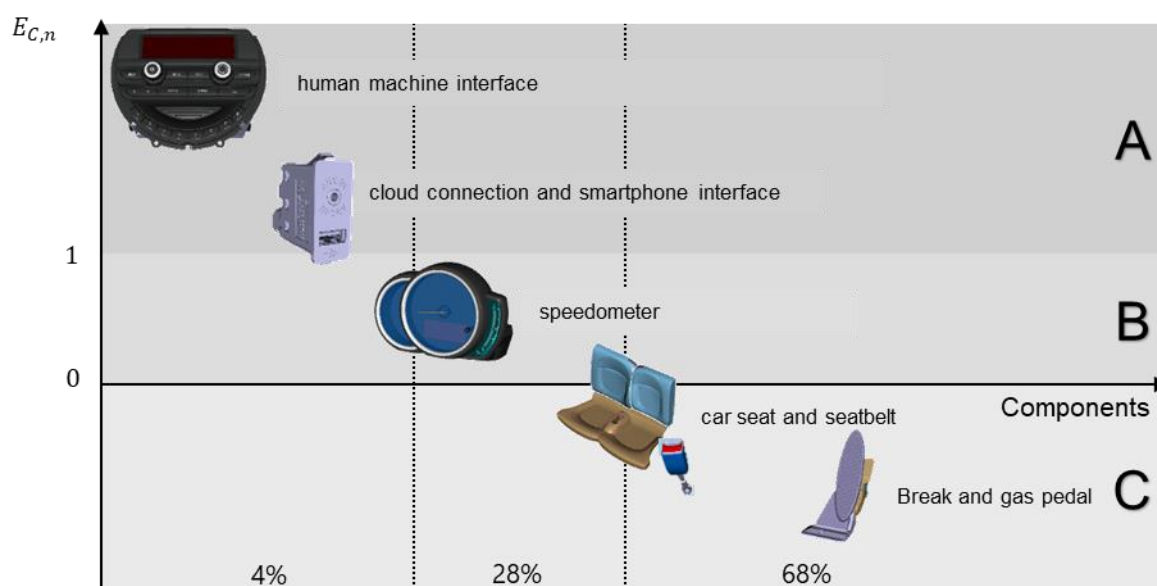 E_{C,n}
human machine interface
A
cloud connection and smartphone interface
1
speedometer
B
0
Components
car seat and seatbelt
Break and gas pedal
C
4%
28%
68%